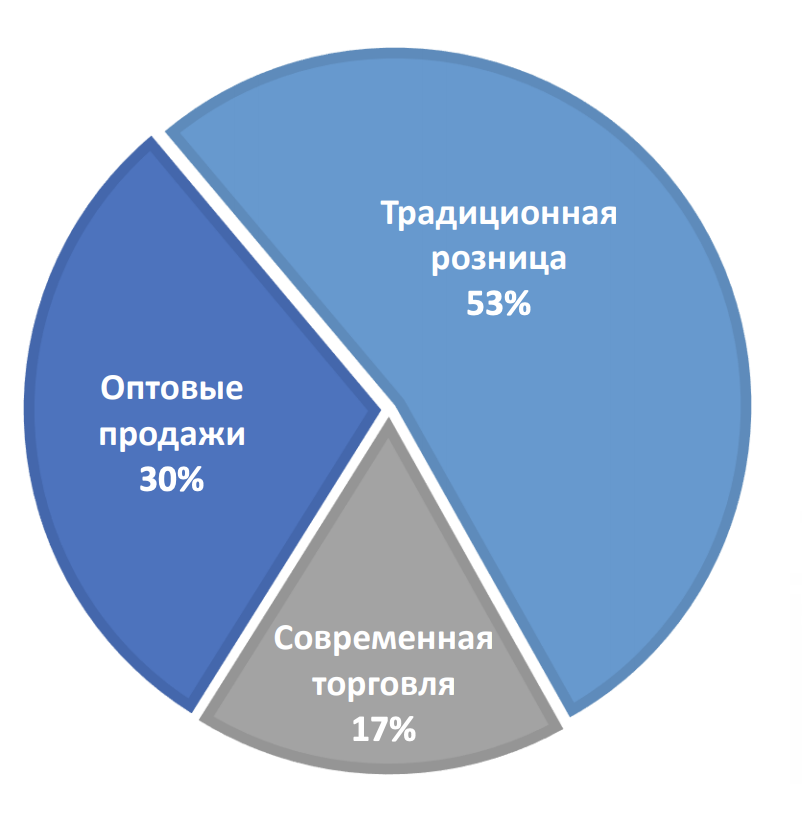 Традиционная
розница
53%
Оптовые
продажи
30%
Современная
торговля
17%